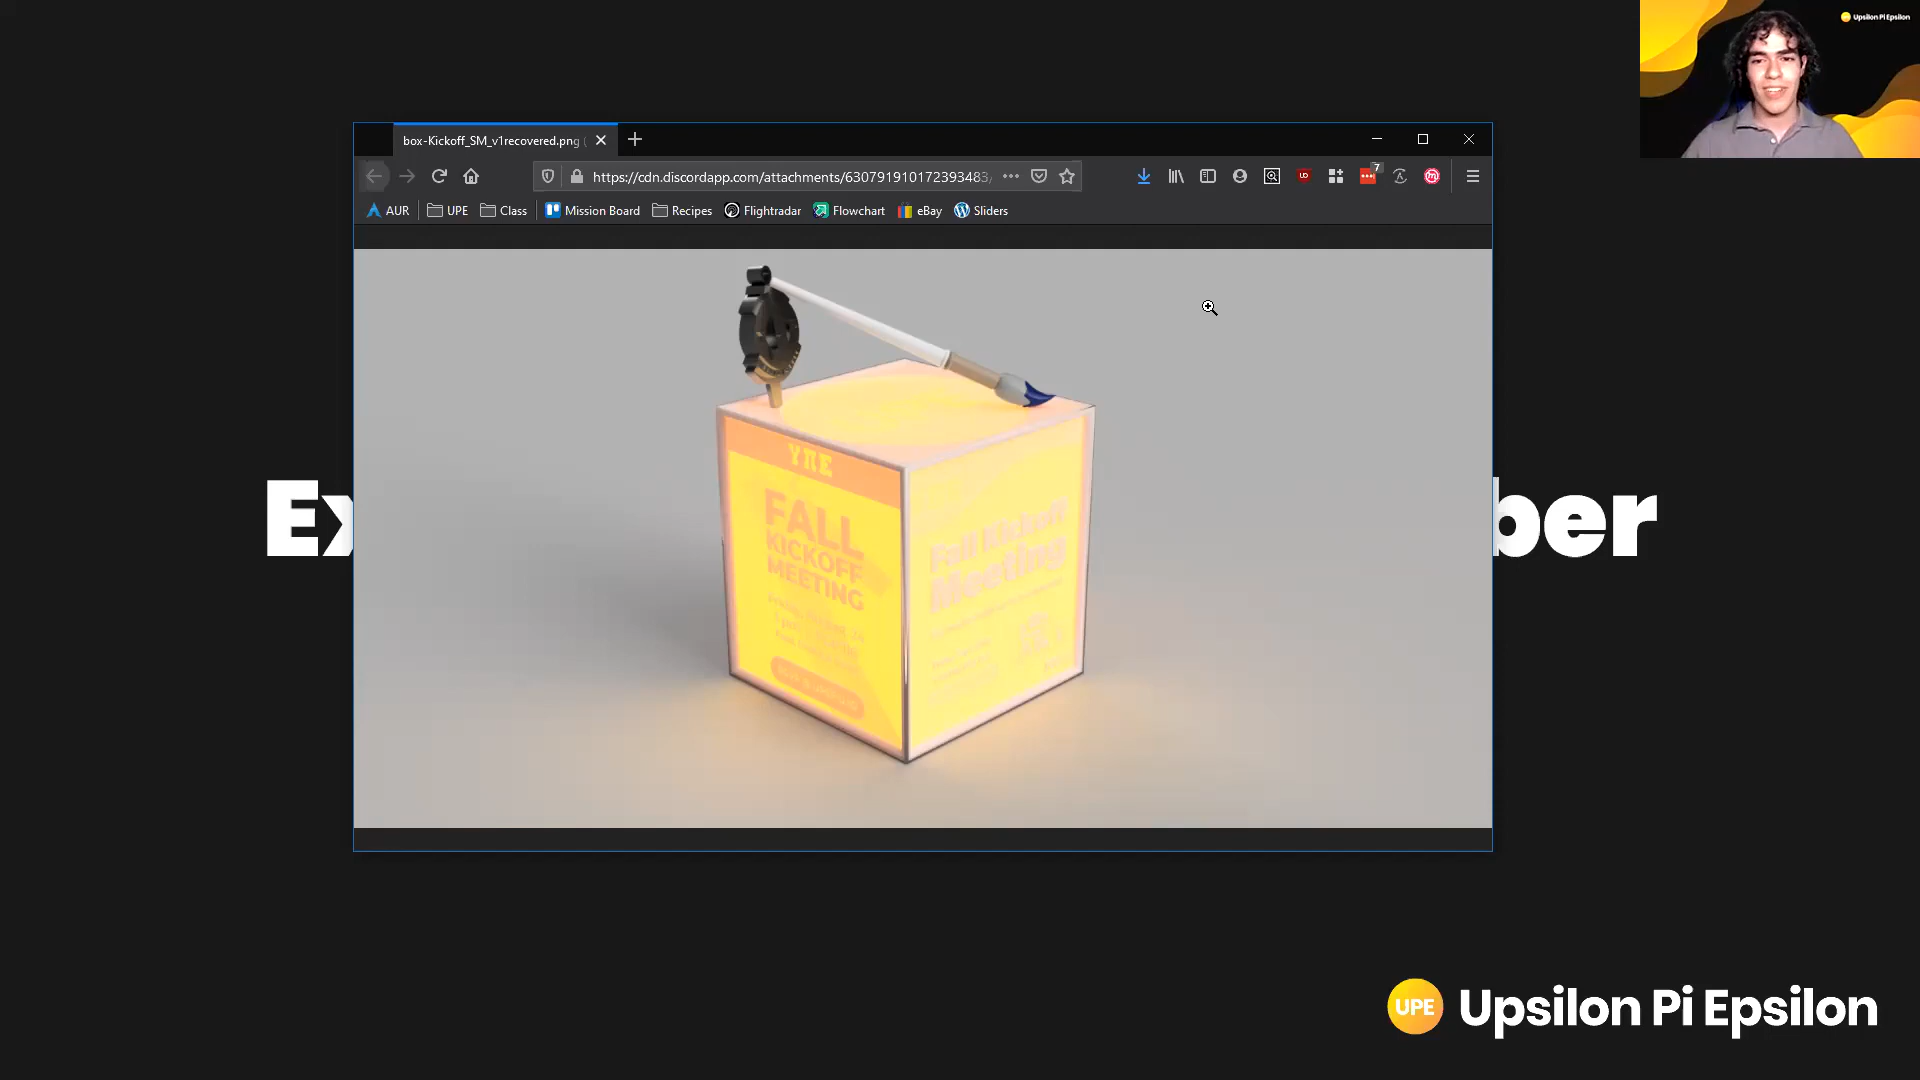 Upsilon Pi Epsilon
box-Kickoff_SM_v1recovered.png (
https://cdn.discordapp.com/attachments/630791910172393483,
7
AUR
UPE
Class
Mission Board
Recipes
Flightradar
Flowchart
eBay
Sliders
ΥΠΕ
FALL
KICKOFF
MEETING
Fall Kickoff
Meeting
Ex
ber
UPE Upsilon Pi Epsilon